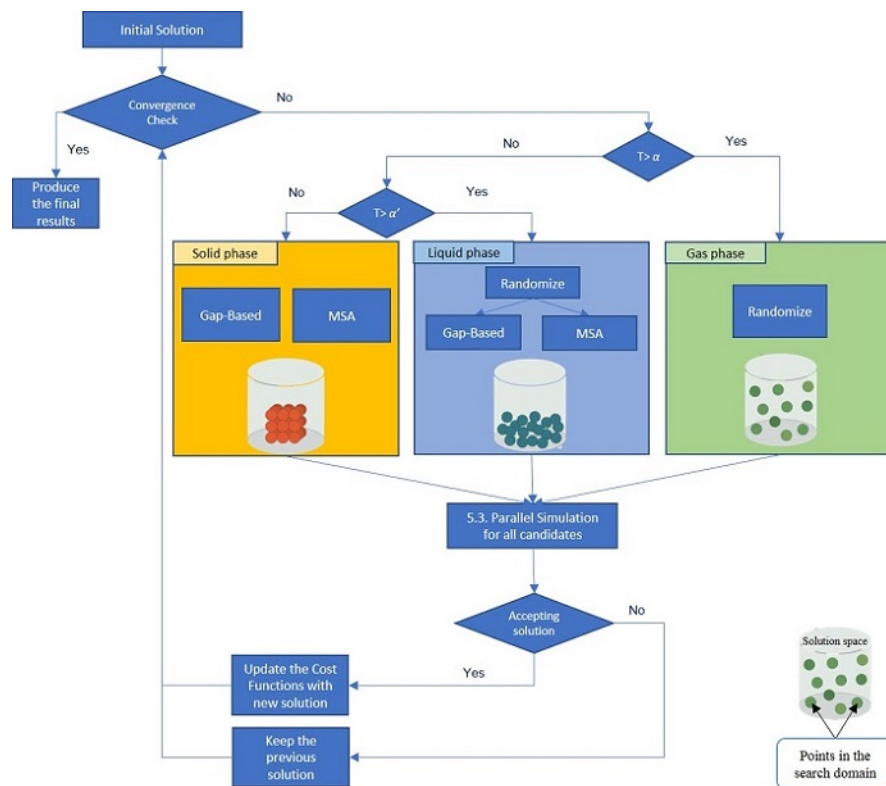 Initial Solution
Convergence
Check
No
Yes
Produce
the final
results
T> α
No
Yes
T> α′
No
Yes
Solid phase
Gap-Based
MSA
Liquid phase
Randomize
Gap-Based
MSA
Gas phase
Randomize
5.3. Parallel Simulation
for all candidates
Accepting
solution
No
Yes
Update the Cost
Functions with
new solution
Keep the
previous
solution
Solution space
Points in the
search domain